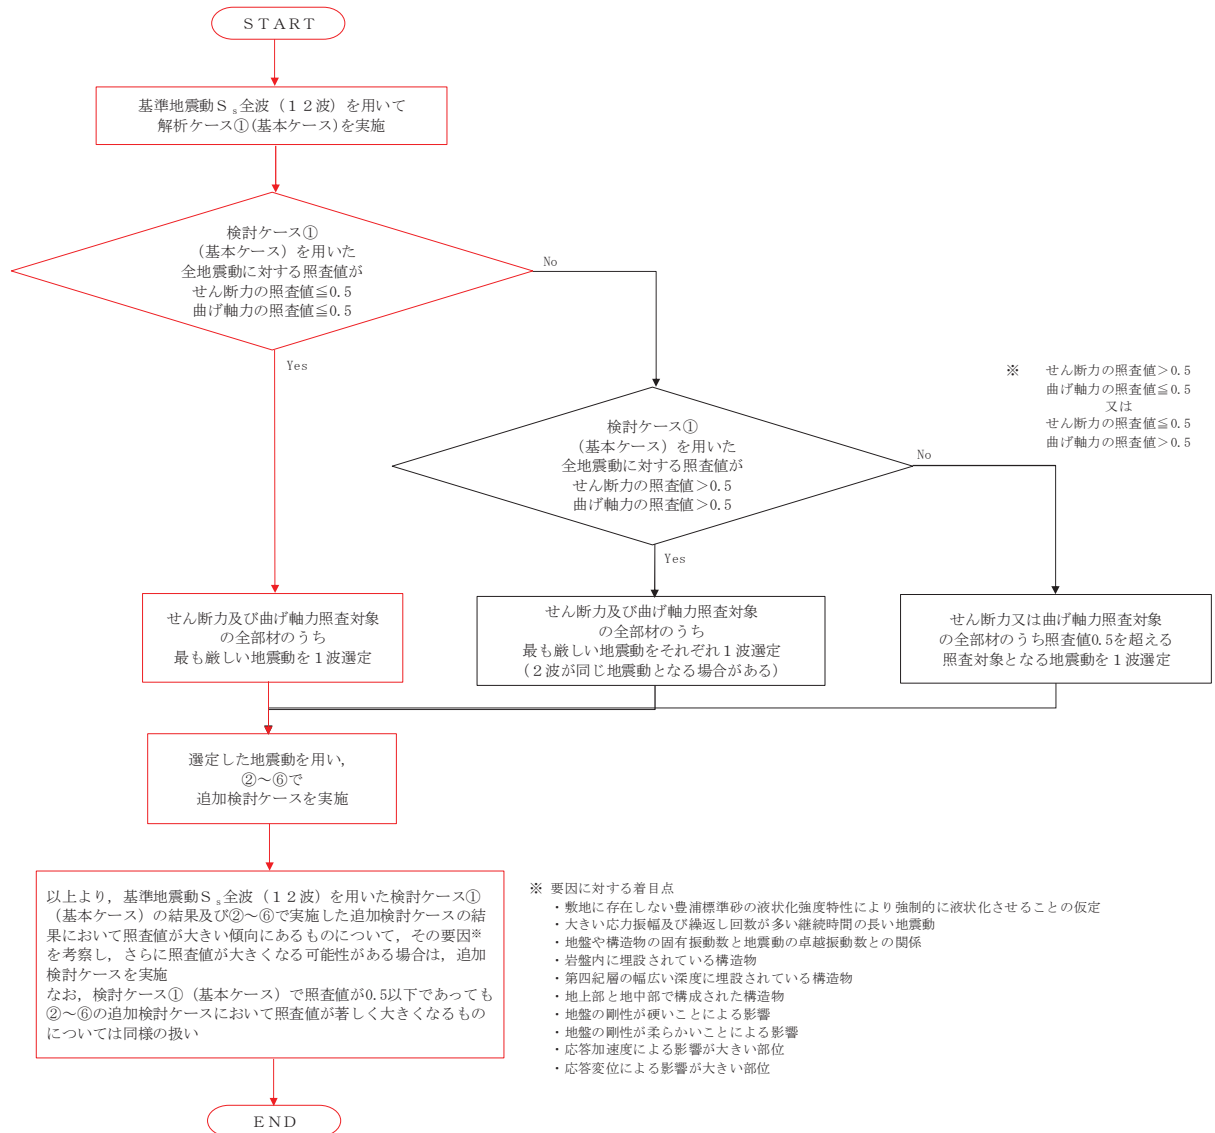 START
基準地震動Ｓs全波（１２波）を用いて
解析ケース①(基本ケース)を実施
検討ケース①
（基本ケース）を用いた
全地震動に対する照査値が
せん断力の照査値≦0.5
曲げ軸力の照査値≦0.5
No
Yes
※ せん断力の照査値＞0.5
曲げ軸力の照査値≦0.5
又は
せん断力の照査値≦0.5
曲げ軸力の照査値＞0.5
検討ケース①
（基本ケース）を用いた
全地震動に対する照査値が
せん断力の照査値＞0.5
曲げ軸力の照査値＞0.5
No
Yes
せん断力及び曲げ軸力照査対象
の全部材のうち
最も厳しい地震動を１波選定
せん断力及び曲げ軸力照査対象
の全部材のうち
最も厳しい地震動をそれぞれ１波選定
（２波が同じ地震動となる場合がある）
せん断力又は曲げ軸力照査対象
の全部材のうち照査値0.5を超える
照査対象となる地震動を１波選定
選定した地震動を用い，
②～⑥で
追加検討ケースを実施
以上より，基準地震動Ｓs全波（１２波）を用いた検討ケース①
（基本ケース）の結果及び②～⑥で実施した追加検討ケースの結
果において照査値が大きい傾向にあるものについて，その要因※
を考察し，さらに照査値が大きくなる可能性がある場合は，追加
検討ケースを実施
なお，検討ケース①（基本ケース）で照査値が0.5以下であっても
②～⑥の追加検討ケースにおいて照査値が著しく大きくなるもの
については同様の扱い
※ 要因に対する着目点
・敷地に存在しない豊浦標準砂の液状化強度特性により強制的に液状化させることの仮定
・大きい応力振幅及び繰返し回数が多い継続時間の長い地震動
・地盤や構造物の固有振動数と地震動の卓越振動数との関係
・岩盤内に埋設されている構造物
・第四紀層の幅広い深度に埋設されている構造物
・地上部と地中部で構成された構造物
・地盤の剛性が硬いことによる影響
・地盤の剛性が柔らかいことによる影響
・応答加速度による影響が大きい部位
・応答変位による影響が大きい部位
END